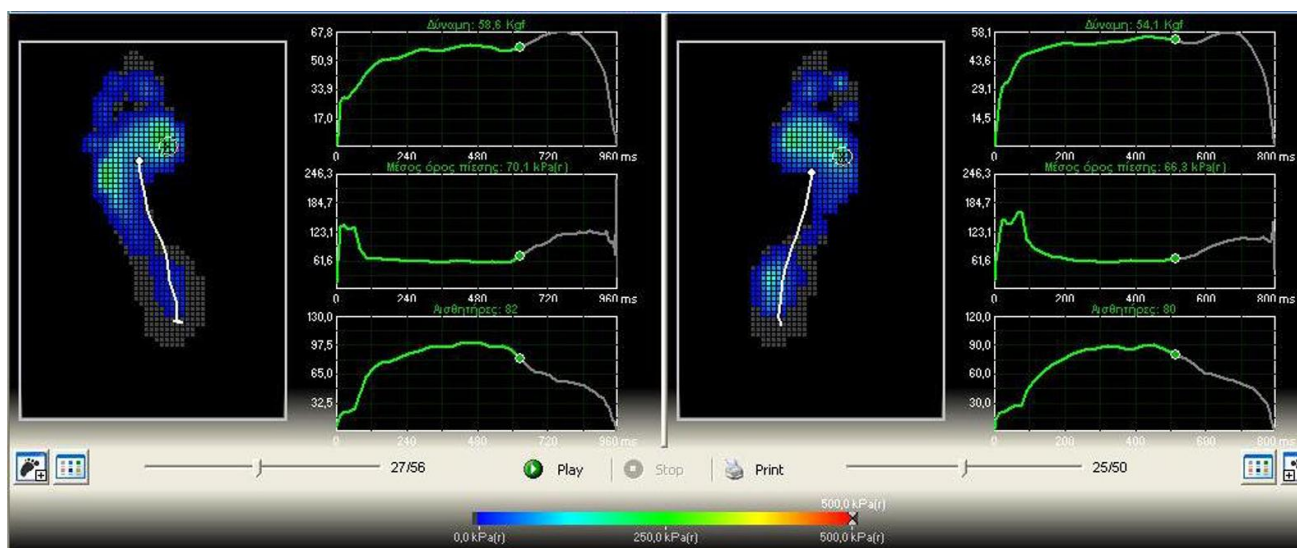 Δύναμη: 58,6 Kgf
67,8
50,9
33,9
17,0
0 240 480 720 960 ms
Μέσος όρος πίεσης: 70,1 kPa(r)
246,3
184,7
123,1
61,6
0 240 480 720 960 ms
Αισθητήρες: 82
130,0
97,5
65,0
32,5
0 240 480 720 960 ms
Δύναμη: 54,1 Kgf
58,1
43,6
29,1
14,5
0 200 400 600 800 ms
Μέσος όρος πίεσης: 66,3 kPa(r)
246,3
184,7
123,1
61,6
0 200 400 600 800 ms
Αισθητήρες: 80
120,0
90,0
60,0
30,0
0 200 400 600 800 ms
27/56
Play
Stop
Print
25/50
500,0 kPa(r)
0,0 kPa(r) 250,0 kPa(r) 500,0 kPa(r)